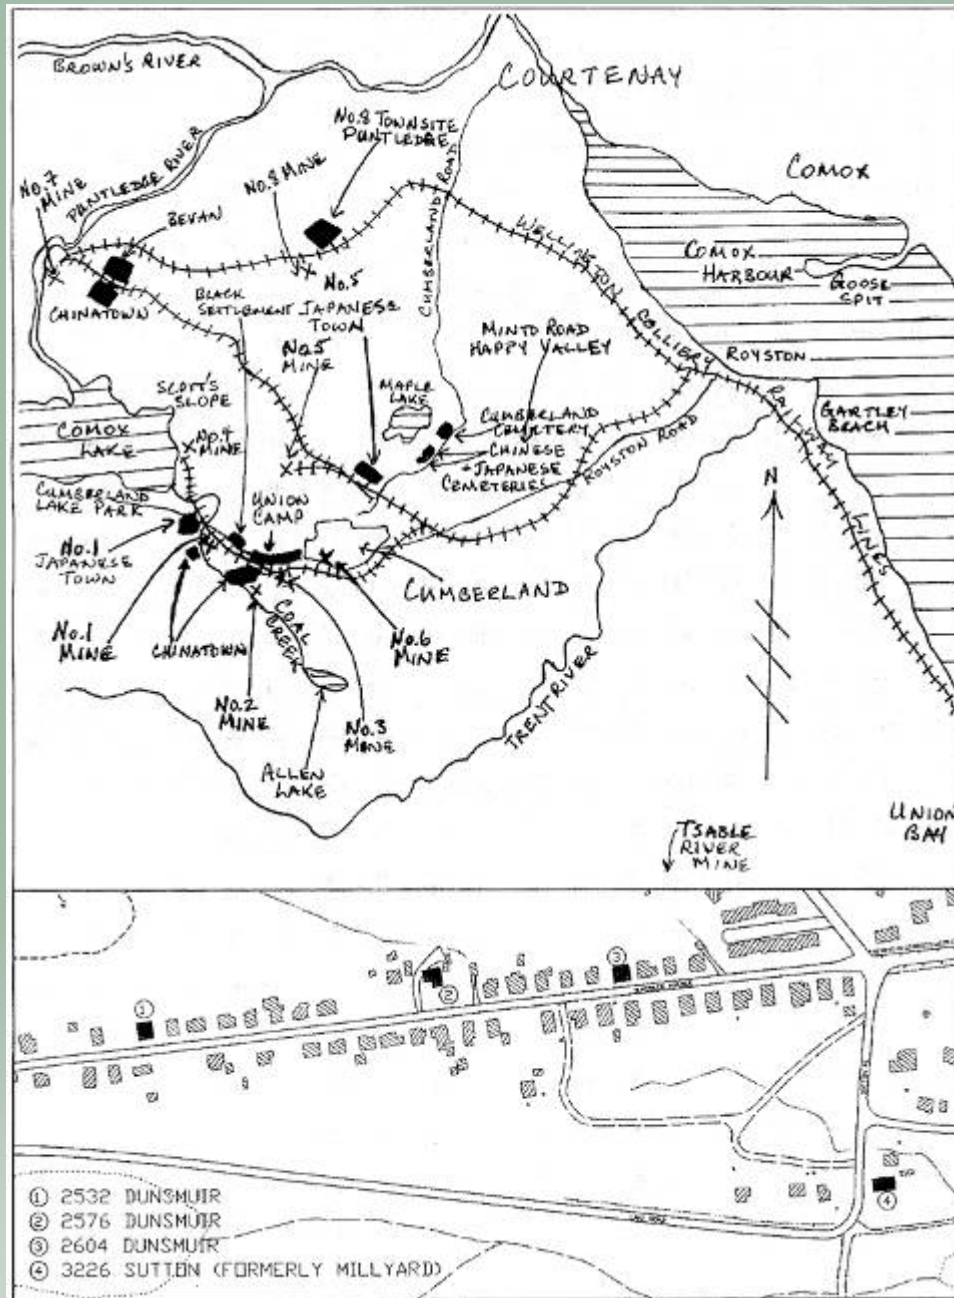 BROWN'S RIVER
COURTENAY
No.8 TOWNSITE
PUNTLEDGE
No.7
MINE
PUNTLEDGE RIVER
No.8 MINE
CUMBERLAND ROAD
COMOX
BEVAN
WELLINGTON COLLIERY RAILWAY LINES
COMOX
HARBOUR
GOOSE
SPIT
CHINATOWN
BLACK
SETTLEMENT
No.5
JAPANESE
TOWN
No.5
MINE
MINTO ROAD
HAPPY VALLEY
ROYSTON
SCOTT'S
SLOPE
MAPLE
LAKE
GARTLEY
BEACH
COMOX
LAKE
No.4
MINE
CUMBERLAND
CEMETERY
CHINESE
+ JAPANESE
CEMETERIES
ROYSTON ROAD
N
CUMBERLAND
LAKE PARK
UNION
CAMP
No.1
JAPANESE
TOWN
CUMBERLAND
No.1
MINE
CHINATOWN
COAL
CREEK
No.6
MINE
No.2
MINE
No.3
MINE
TRENT RIVER
ALLEN
LAKE
UNION
BAY
TSABLE
RIVER
MINE
③
②
①
④
① 2532 DUNSMUIR
② 2576 DUNSMUIR
③ 2604 DUNSMUIR
④ 3226 SUTTON (FORMERLY MILLYARD)